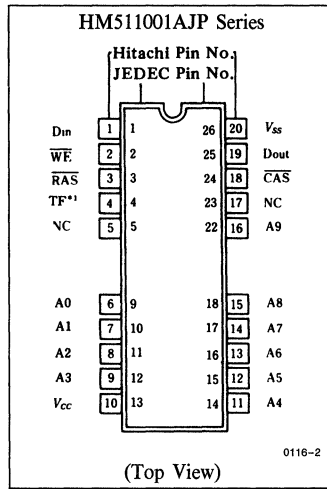 HM511001AJP Series
Hitachi Pin No.
JEDEC Pin No.
Din 1 1 26 20 Vss
WE 2 2 25 19 Dout
RAS 3 3 24 18 CAS
TF*1 4 4 23 17 NC
NC 5 5 22 16 A9
A0 6 9 18 15 A8
A1 7 10 17 14 A7
A2 8 11 16 13 A6
A3 9 12 15 12 A5
Vcc 10 13 14 11 A4
0116-2
(Top View)